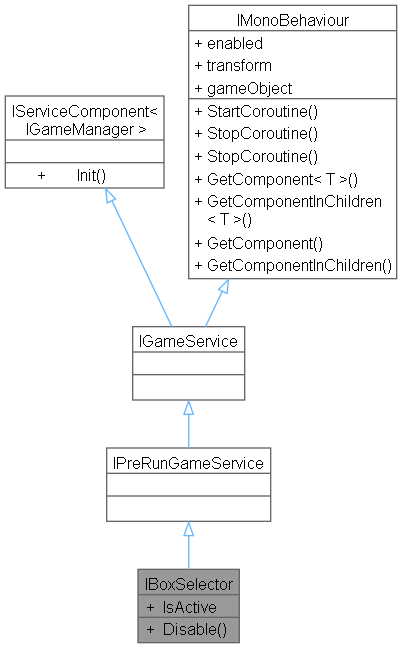 IMonoBehaviour
+ enabled
+ transform
+ gameObject
+ StartCoroutine()
+ StopCoroutine()
+ StopCoroutine()
+ GetComponent< T >()
+ GetComponentInChildren
< T >()
+ GetComponent()
+ GetComponentInChildren()
IServiceComponent<
IGameManager >
+ Init()
IGameService
IPreRunGameService
IBoxSelector
+ IsActive
+ Disable()